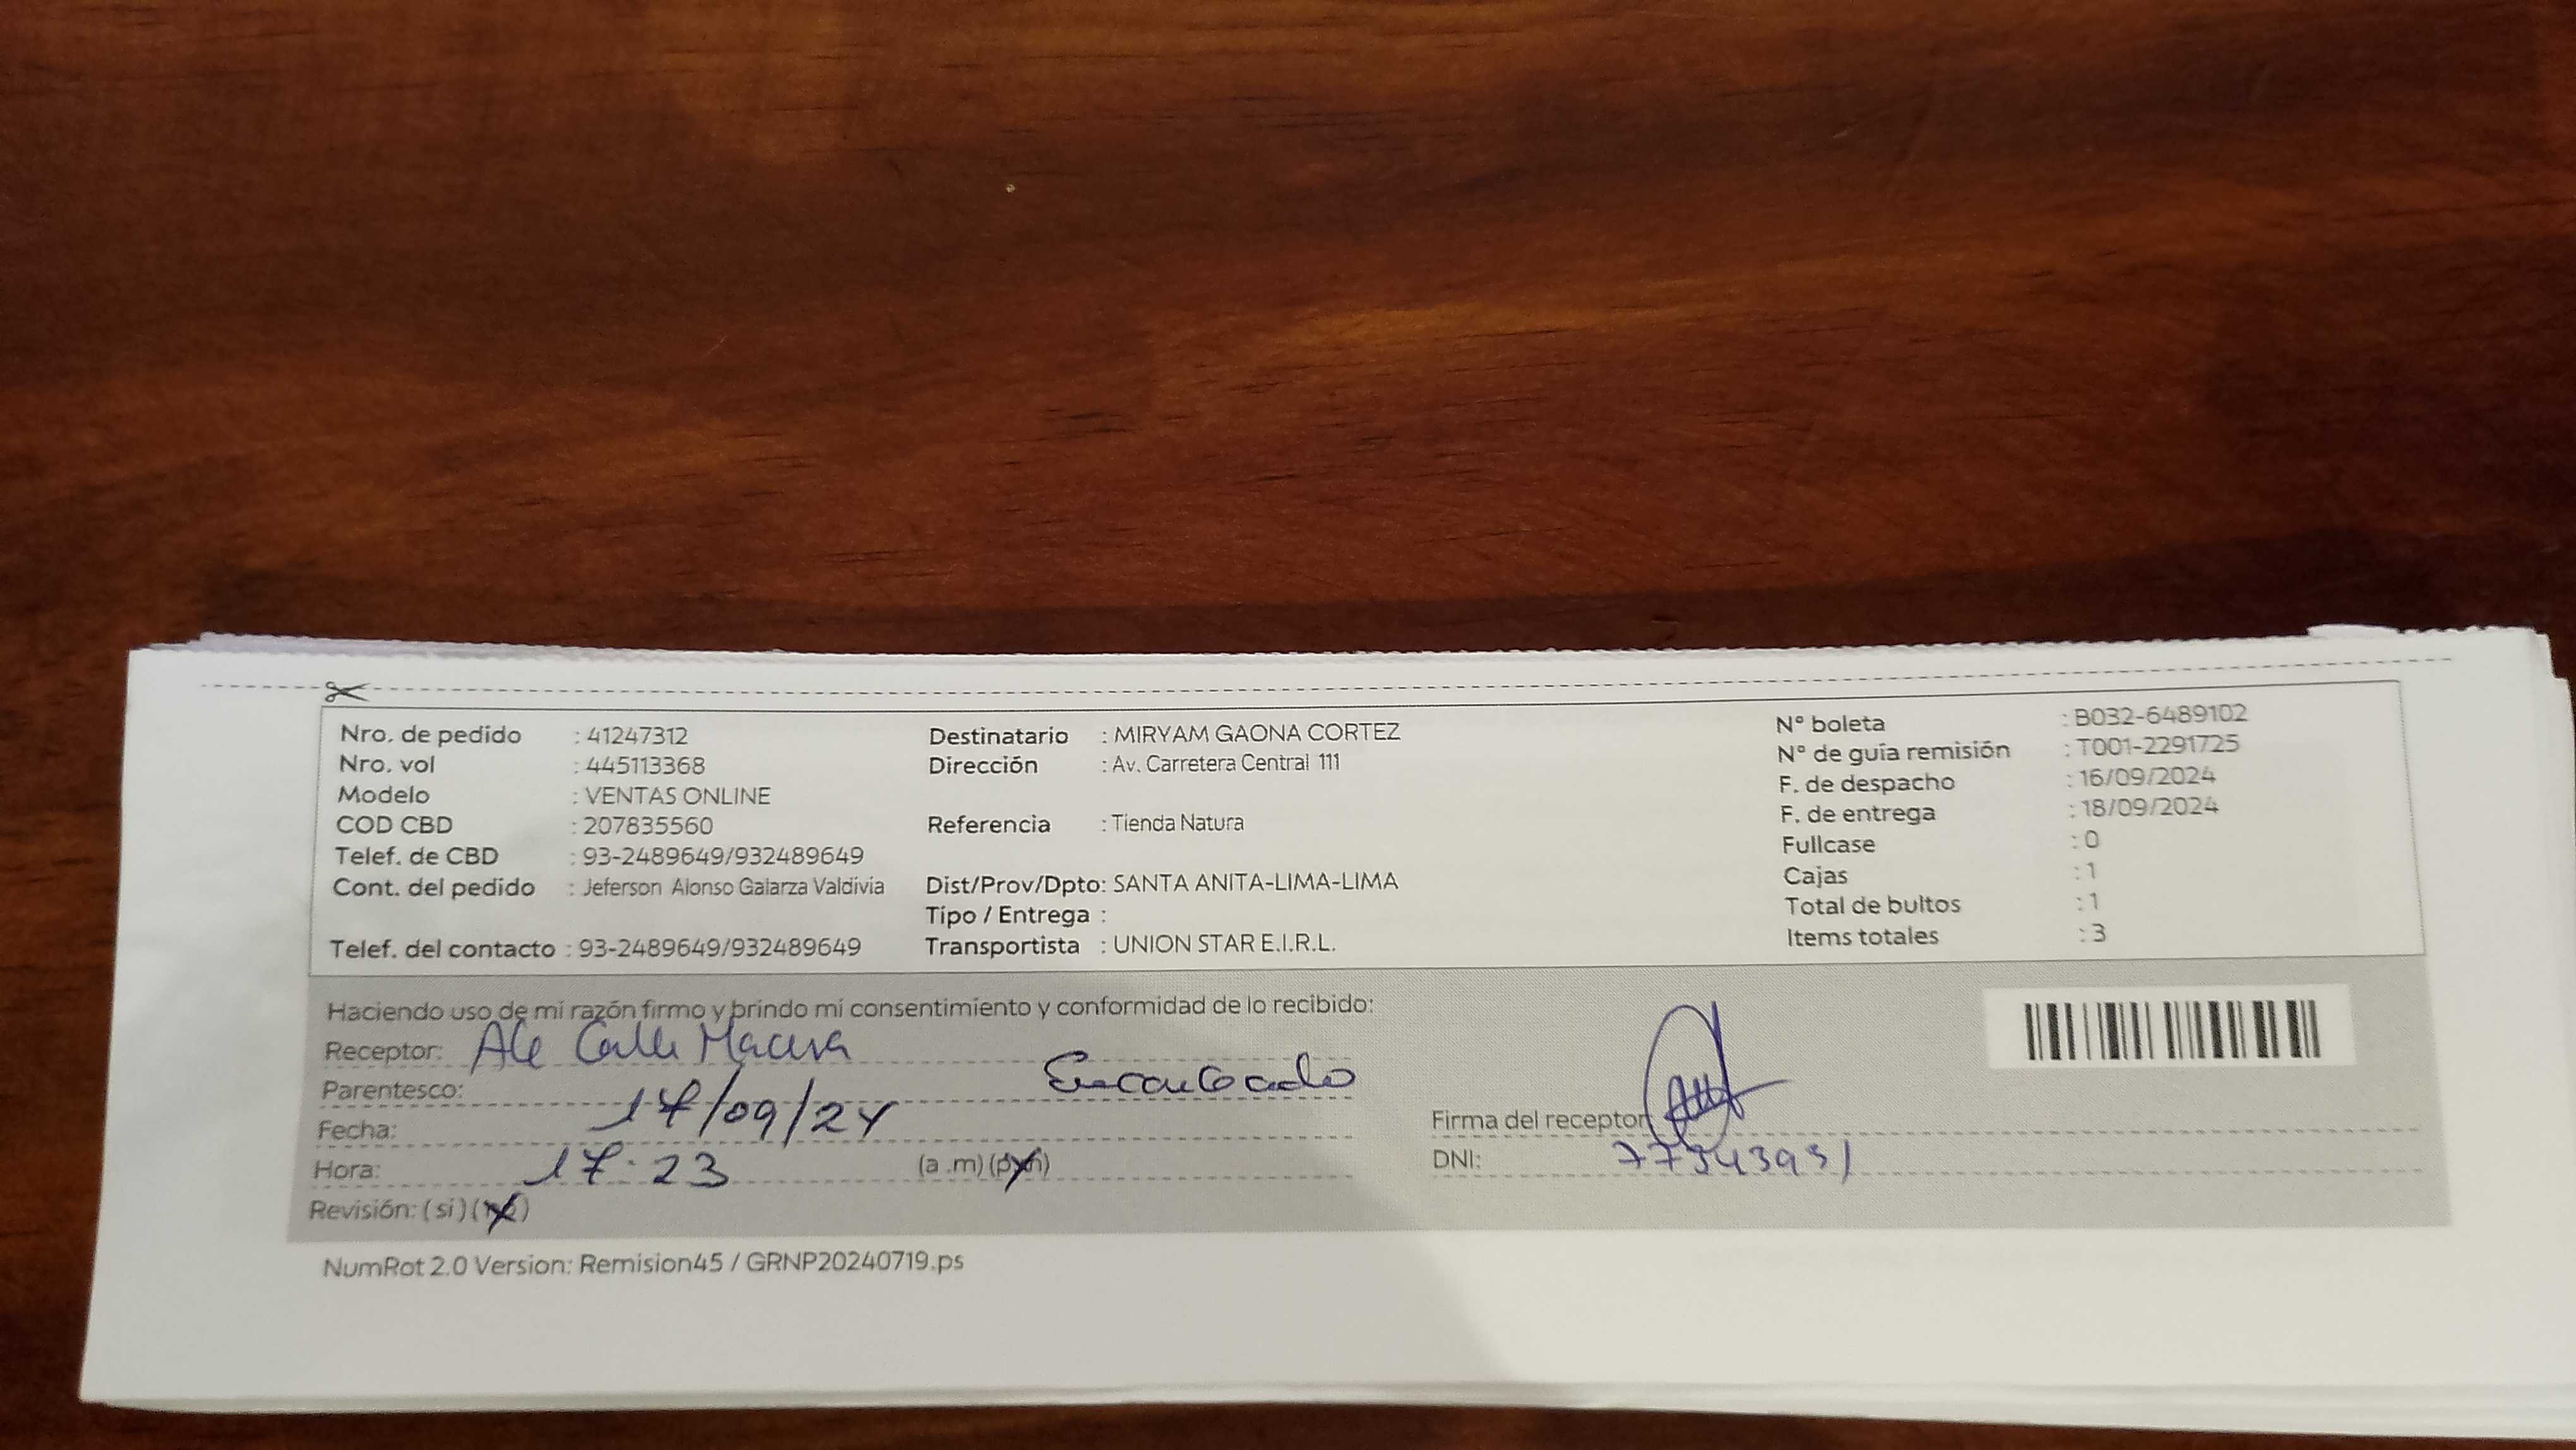 Nro. de pedido : 41247312
Nro. vol : 445113368
Modelo : VENTAS ONLINE
COD CBD : 207835560
Telef. de CBD : 93-2489649/932489649
Cont. del pedido : Jeferson Alonso Galarza Valdivia
Telef. del contacto : 93-2489649/932489649
Destinatario : MIRYAM GAONA CORTEZ
Dirección : Av. Carretera Central 111
Referencia : Tienda Natura
Dist/Prov/Dpto: SANTA ANITA-LIMA-LIMA
Tipo / Entrega :
Transportista : UNION STAR E.I.R.L.
N° boleta : B032-6489102
N° de guía remisión : T001-2291725
F. de despacho : 16/09/2024
F. de entrega : 18/09/2024
Fullcase : 0
Cajas : 1
Total de bultos : 1
Items totales : 3
Haciendo uso de mi razón firmo y brindo mi consentimiento y conformidad de lo recibido:
Receptor: Ale Calle
Parentesco: Encargado
Fecha: 17/09/24
Hora: 17:23 (a .m) (p.m)
Revisión: (si) (no)
Firma del receptor
DNI:
NumRot 2.0 Version: Remision45 / GRNP20240719.ps